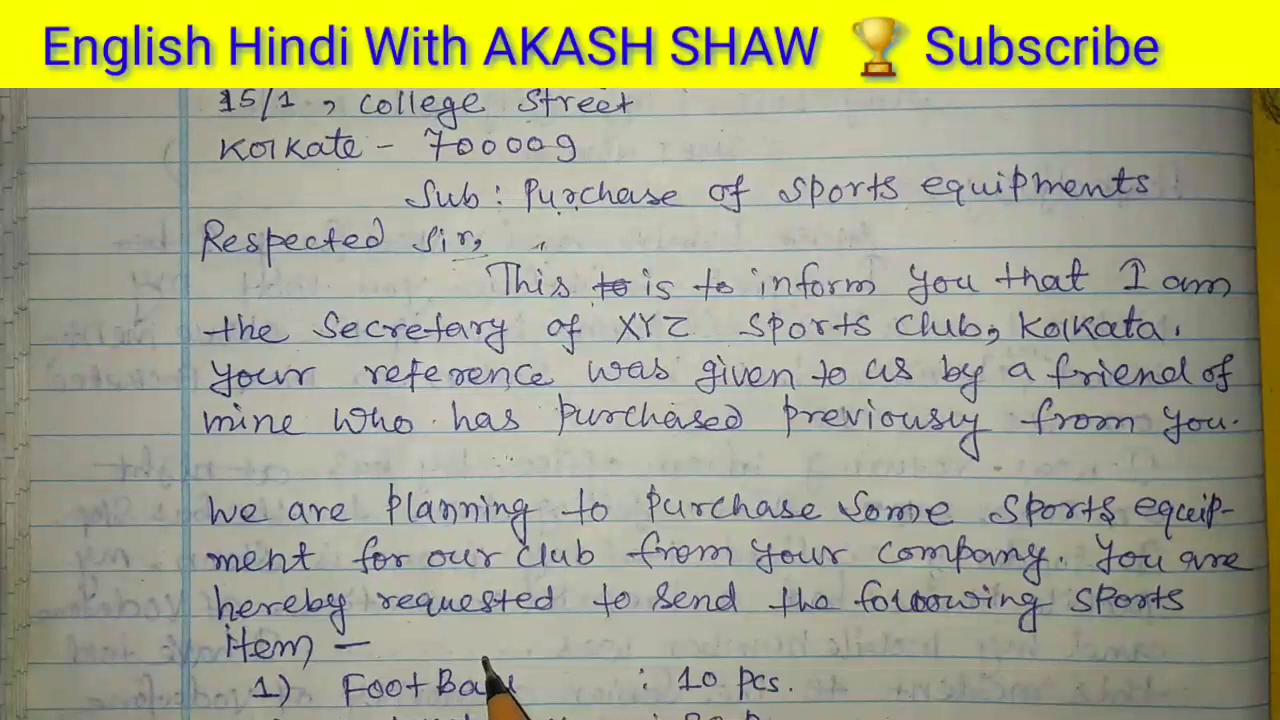 English Hindi With AKASH SHAW 🏆 Subscribe
15/1, College Street
Kolkate - 700009
Sub: Purchase of sports equipments
Respected Sir,
This to is to inform you that I am
the Secretary of XYZ sports club, Kolkata.
Your reference was given to us by a friend of
mine who has purchased previously from you.
We are planning to purchase some sports equip-
ment for our club from your company. You are
hereby requested to send the following sports
item -
1) FootBall : 10 pcs.